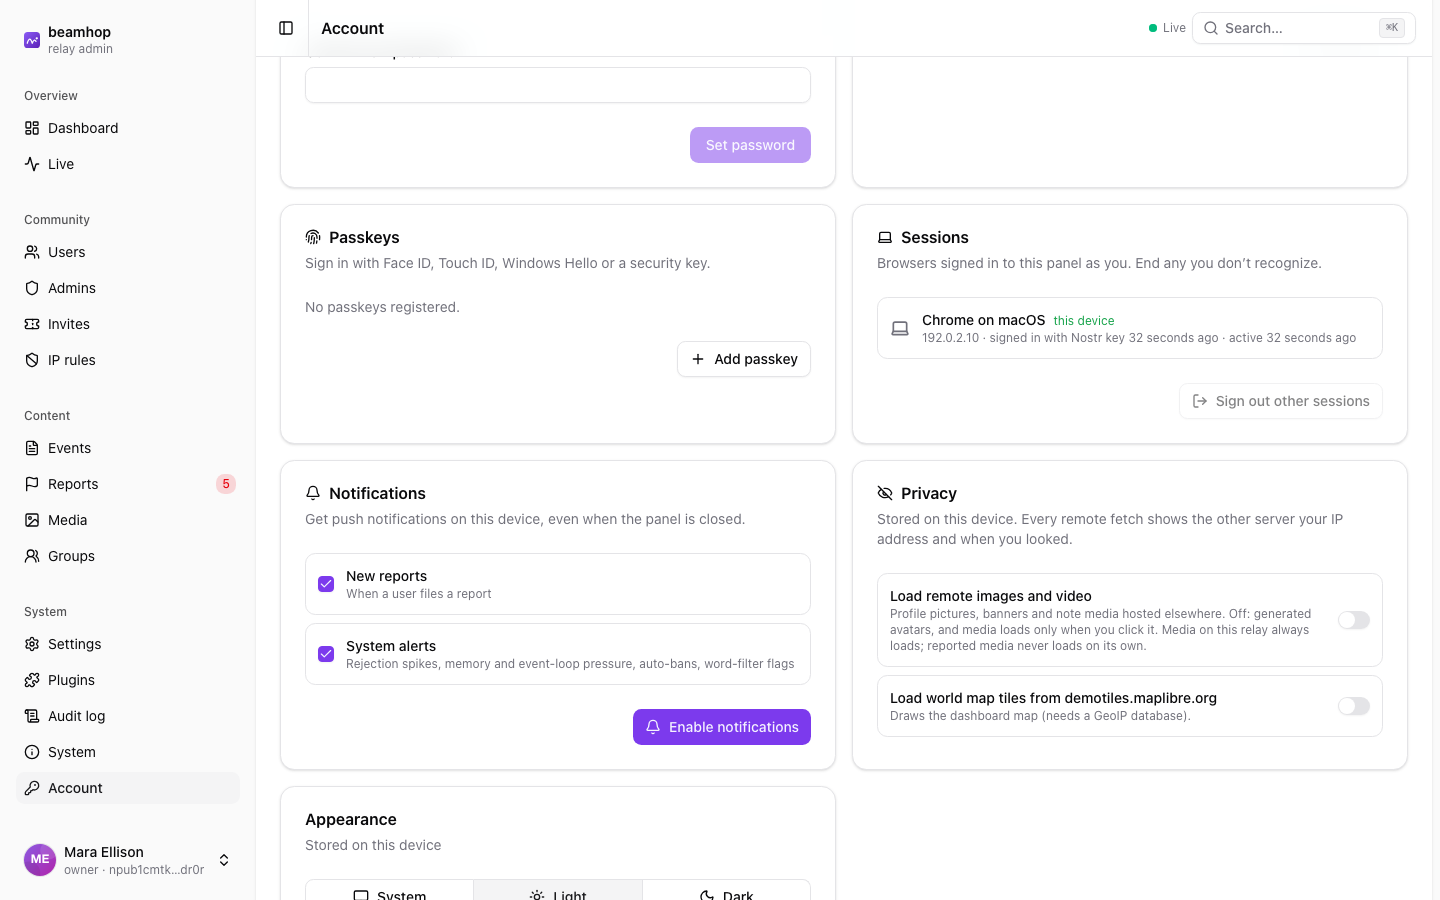 beamhop
relay admin
Overview
Dashboard
Live
Community
Users
Admins
Invites
IP rules
Content
Events
Reports
5
Media
Groups
System
Settings
Plugins
Audit log
System
Account
ME
Mara Ellison
owner · npub1cmtk...dr0r
Account
Live
Search...
⌘K
Set password
Passkeys
Sign in with Face ID, Touch ID, Windows Hello or a security key.
No passkeys registered.
Add passkey
Sessions
Browsers signed in to this panel as you. End any you don’t recognize.
Chrome on macOS this device
192.0.2.10 · signed in with Nostr key 32 seconds ago · active 32 seconds ago
Sign out other sessions
Notifications
Get push notifications on this device, even when the panel is closed.
New reports
When a user files a report
System alerts
Rejection spikes, memory and event-loop pressure, auto-bans, word-filter flags
Enable notifications
Privacy
Stored on this device. Every remote fetch shows the other server your IP
address and when you looked.
Load remote images and video
Profile pictures, banners and note media hosted elsewhere. Off: generated
avatars, and media loads only when you click it. Media on this relay always
loads; reported media never loads on its own.
Load world map tiles from demotiles.maplibre.org
Draws the dashboard map (needs a GeoIP database).
Appearance
Stored on this device
System
Light
Dark